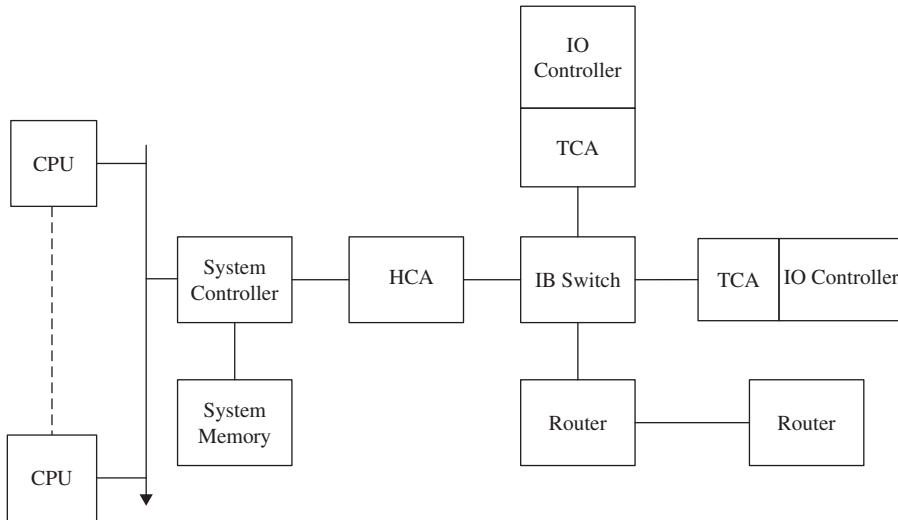 IO
Controller
TCA
CPU
System
Controller
HCA
IB Switch
TCA
IO Controller
System
Memory
Router
Router
CPU